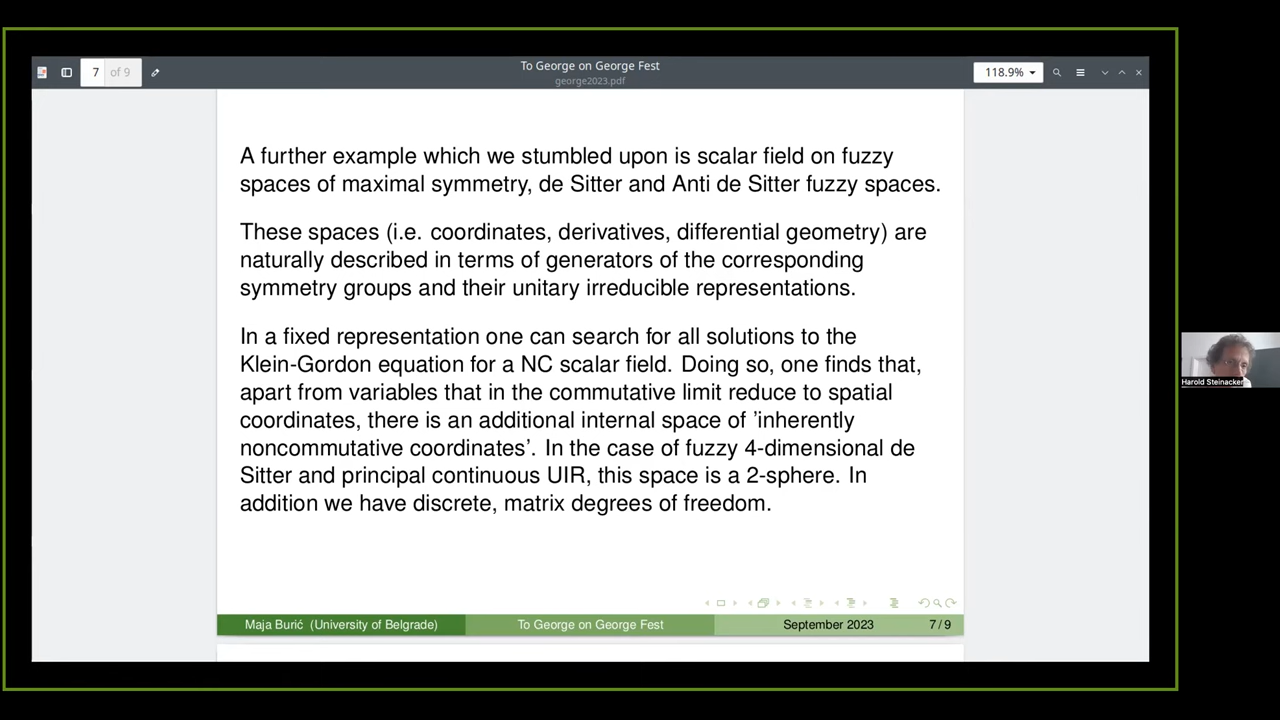 To George on George Fest
george2023.pdf
7 of 9
118.9%
A further example which we stumbled upon is scalar field on fuzzy
spaces of maximal symmetry, de Sitter and Anti de Sitter fuzzy spaces.
These spaces (i.e. coordinates, derivatives, differential geometry) are
naturally described in terms of generators of the corresponding
symmetry groups and their unitary irreducible representations.
In a fixed representation one can search for all solutions to the
Klein-Gordon equation for a NC scalar field. Doing so, one finds that,
apart from variables that in the commutative limit reduce to spatial
coordinates, there is an additional internal space of 'inherently
noncommutative coordinates'. In the case of fuzzy 4-dimensional de
Sitter and principal continuous UIR, this space is a 2-sphere. In
addition we have discrete, matrix degrees of freedom.
Maja Burić (University of Belgrade)
To George on George Fest
September 2023
7 / 9
Harold Steinacker